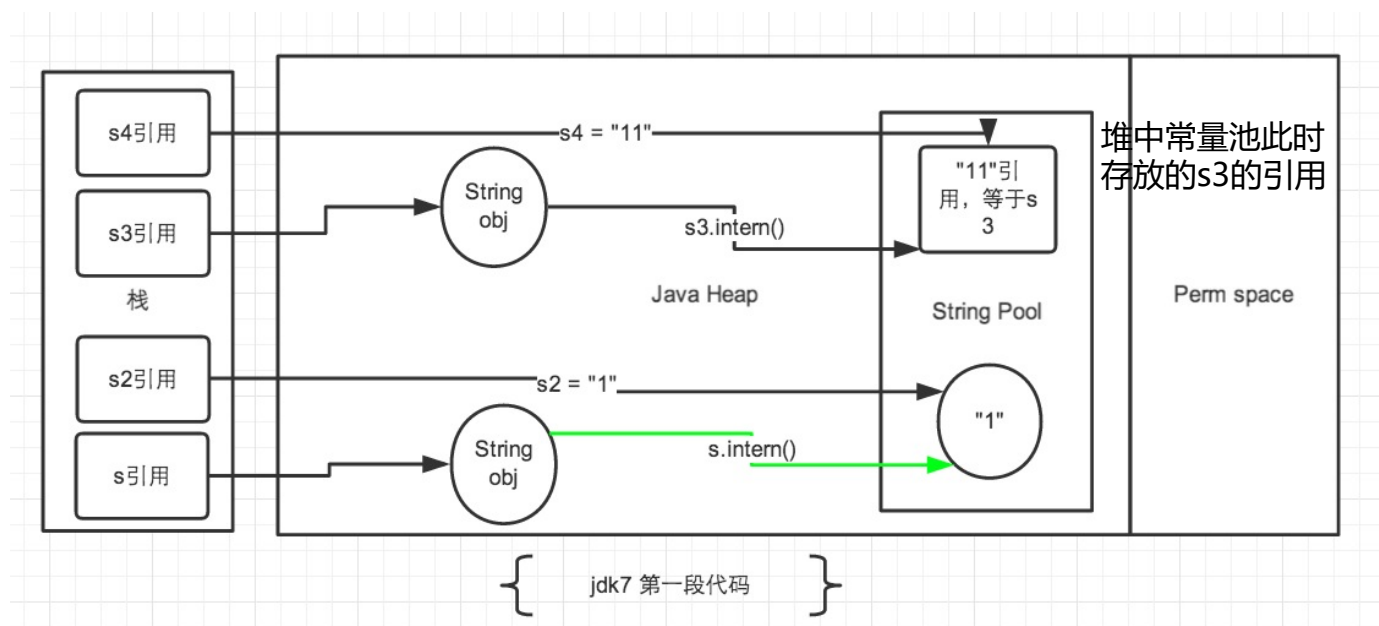 s4引用
s4 = "11"
堆中常量池此时
存放的s3的引用
"11"引
用，等于s
3
String
obj
s3引用
s3.intern()
栈
Java Heap
String Pool
Perm space
s2引用
s2 = "1"
"1"
String
obj
s.intern()
s引用
jdk7 第一段代码